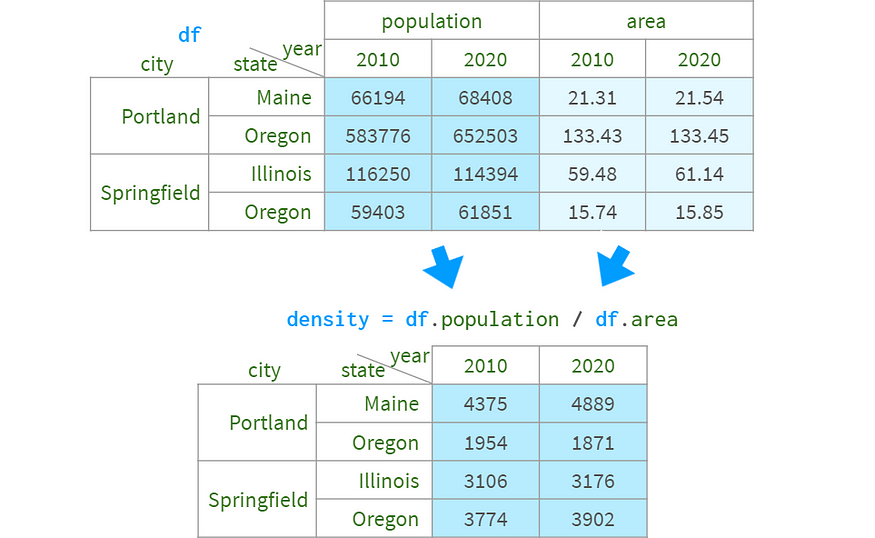 population area
df
year
city state 2010 2020 2010 2020
Portland Maine 66194 68408 21.31 21.54
Oregon 583776 652503 133.43 133.45
Springfield Illinois 116250 114394 59.48 61.14
Oregon 59403 61851 15.74 15.85
density = df.population / df.area
year
city state 2010 2020
Portland Maine 4375 4889
Oregon 1954 1871
Springfield Illinois 3106 3176
Oregon 3774 3902